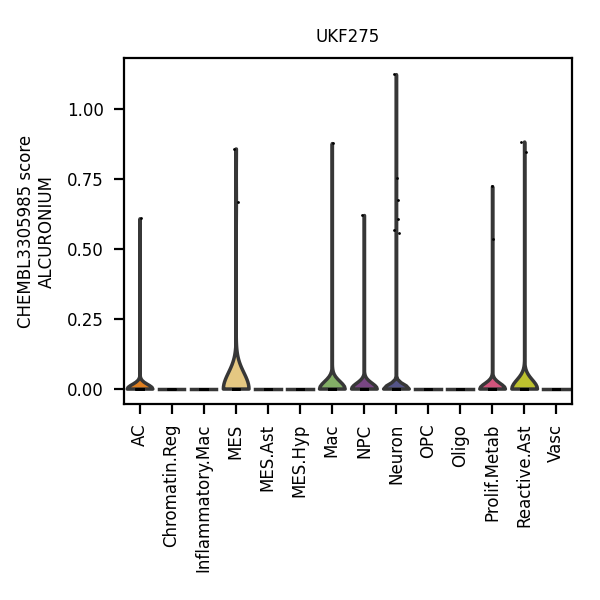 UKF275
CHEMBL3305985 score
ALCURONIUM
1.00
0.75
0.50
0.25
0.00
AC
Chromatin.Reg
Inflammatory.Mac
MES
MES.Ast
MES.Hyp
Mac
NPC
Neuron
OPC
Oligo
Prolif.Metab
Reactive.Ast
Vasc